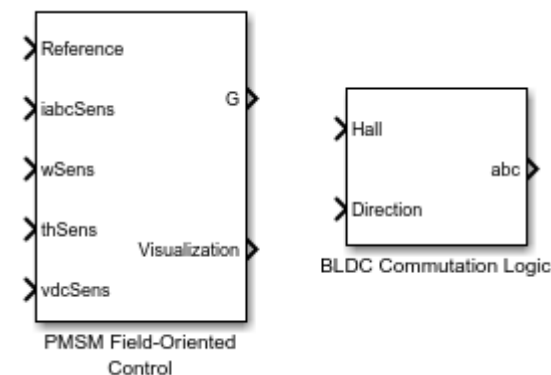 Reference
iabcSens
wSens
thSens
vdcSens
G
Visualization
PMSM Field-Oriented
Control
Hall
Direction
abc
BLDC Commutation Logic